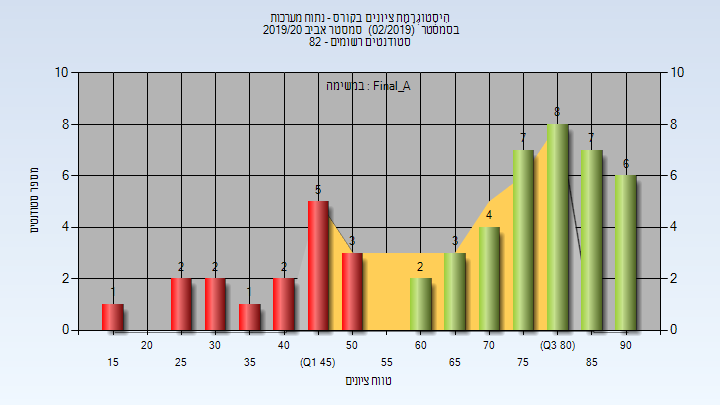 היסטוגרמת ציונים בקורס - נתוח מערכות
בסמסטר (02/2019) סמסטר אביב 2019/20
סטודנטים רשומים - 82
במשימה : Final_A
מספר סטודנטים
10 8 6 4 2 0
10 8 6 4 2 0
1 2 2 1 2 5 3 2 3 4 7 8 7 6
20 30 40 50 60 70 (Q3 80) 90
15 25 35 (Q1 45) 55 65 75 85
טווח ציונים